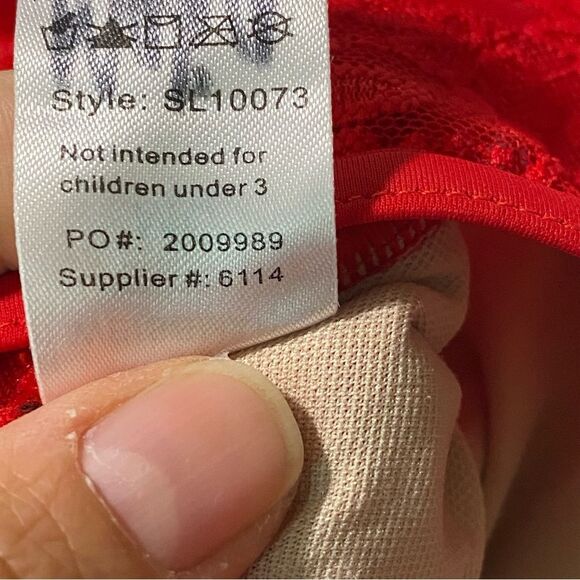 Style: SL10073
Not intended for
children under 3
PO#: 2009989
Supplier #: 6114